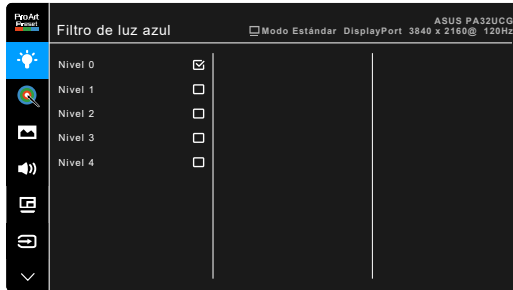 ProArt
Preset
Filtro de luz azul
ASUS PA32UCG
Modo Estándar DisplayPort 3840 x 2160@ 120Hz
Nivel 0
Nivel 1
Nivel 2
Nivel 3
Nivel 4